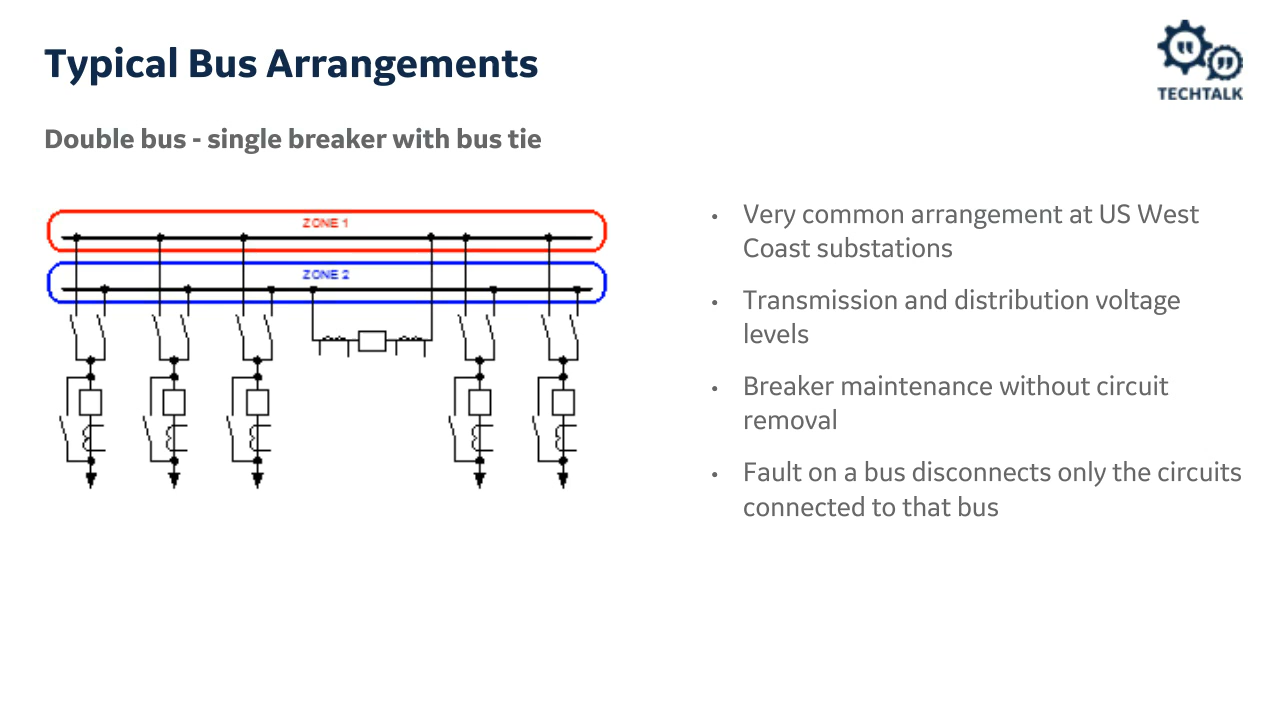 Typical Bus Arrangements
TECHTALK
Double bus - single breaker with bus tie
ZONE 1
ZONE 2
• Very common arrangement at US West
Coast substations
• Transmission and distribution voltage
levels
• Breaker maintenance without circuit
removal
• Fault on a bus disconnects only the circuits
connected to that bus